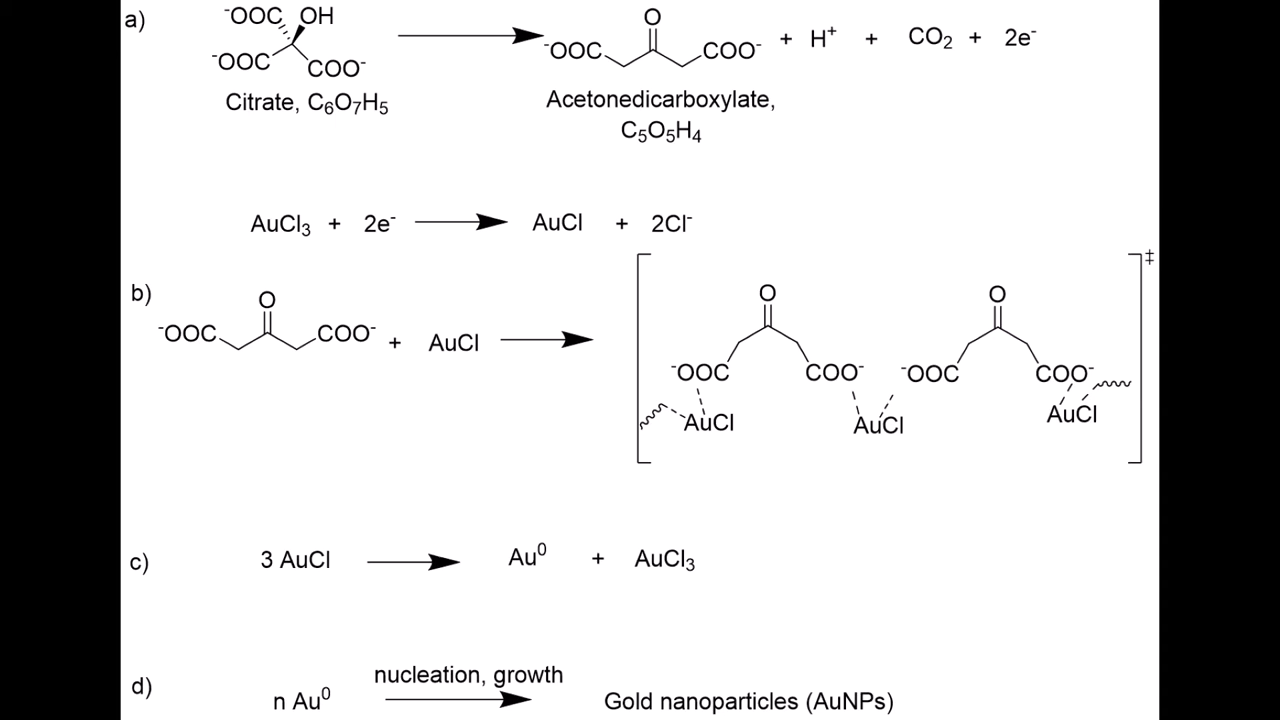 a)
⁻OOC OH
⁻OOC COO⁻
Citrate, C₆O₇H₅
O
⁻OOC COO⁻ + H⁺ + CO₂ + 2e⁻
Acetonedicarboxylate,
C₅O₅H₄
AuCl₃ + 2e⁻ AuCl + 2Cl⁻
b)
O
⁻OOC COO⁻ + AuCl
‡
O O
⁻OOC COO⁻ ⁻OOC COO⁻
AuCl AuCl AuCl
c) 3 AuCl Au⁰ + AuCl₃
nucleation, growth
d) n Au⁰ Gold nanoparticles (AuNPs)